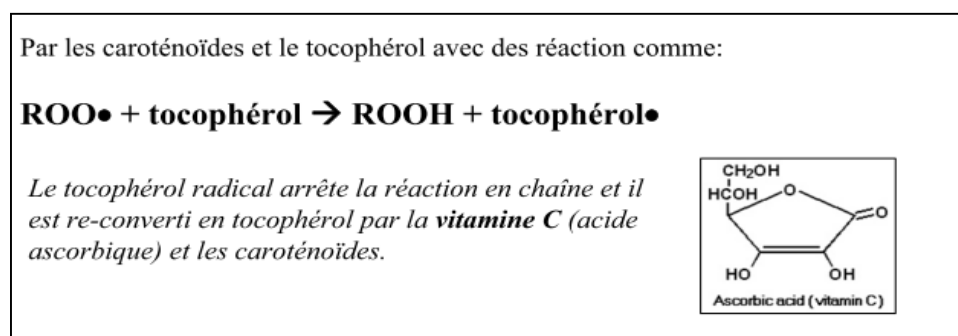 Par les caroténoïdes et le tocophérol avec des réaction comme:
ROO• + tocophérol → ROOH + tocophérol•
Le tocophérol radical arrête la réaction en chaîne et il
est re-converti en tocophérol par la vitamine C (acide
ascorbique) et les caroténoïdes.
CH₂OH
HCOH
O
O
HO
OH
Ascorbic acid (vitamin C)